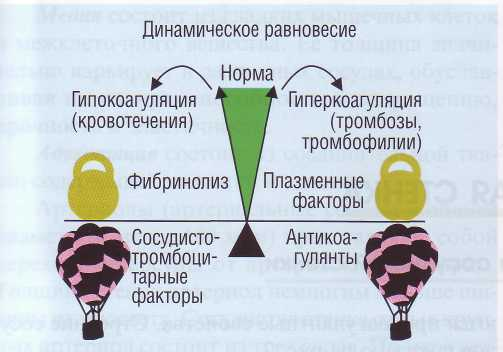 Динамическое равновесие
Норма
Гипокоагуляция
(кровотечения)
Гиперкоагуляция
(тромбозы,
тромбофилии)
Фибринолиз
Плазменные
факторы
Сосудисто-
тромбоци-
тарные
факторы
Антикоа-
гулянты